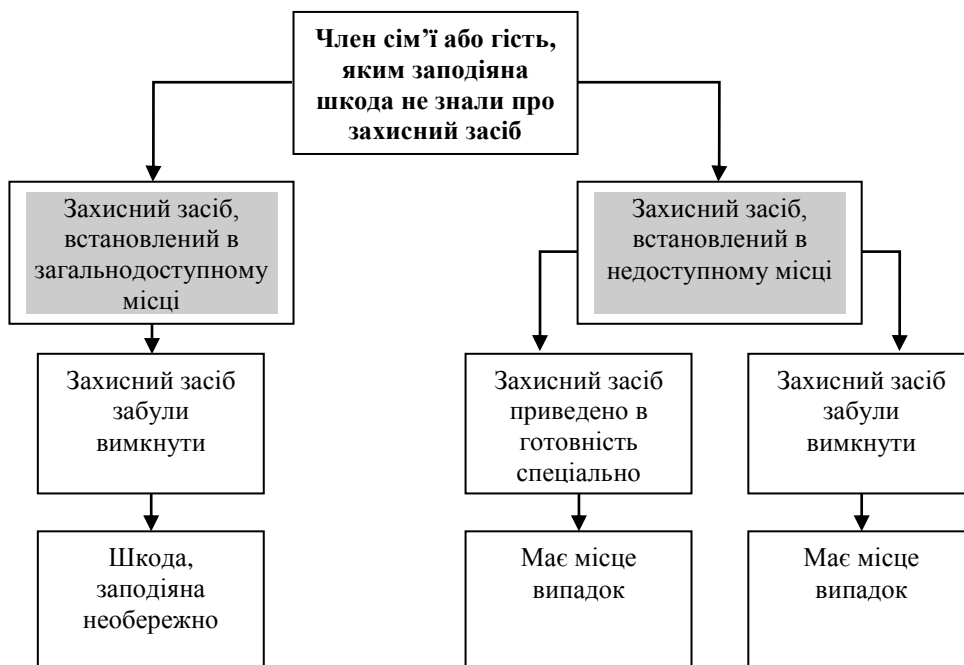 Член сім’ї або гість,
яким заподіяна
шкода не знали про
захисний засіб
Захисний засіб,
встановлений в
загальнодоступному
місці
Захисний засіб,
встановлений в
недоступному місці
Захисний засіб
забули
вимкнути
Захисний засіб
приведено в
готовність
спеціально
Захисний засіб
забули
вимкнути
Шкода,
заподіяна
необережно
Має місце
випадок
Має місце
випадок